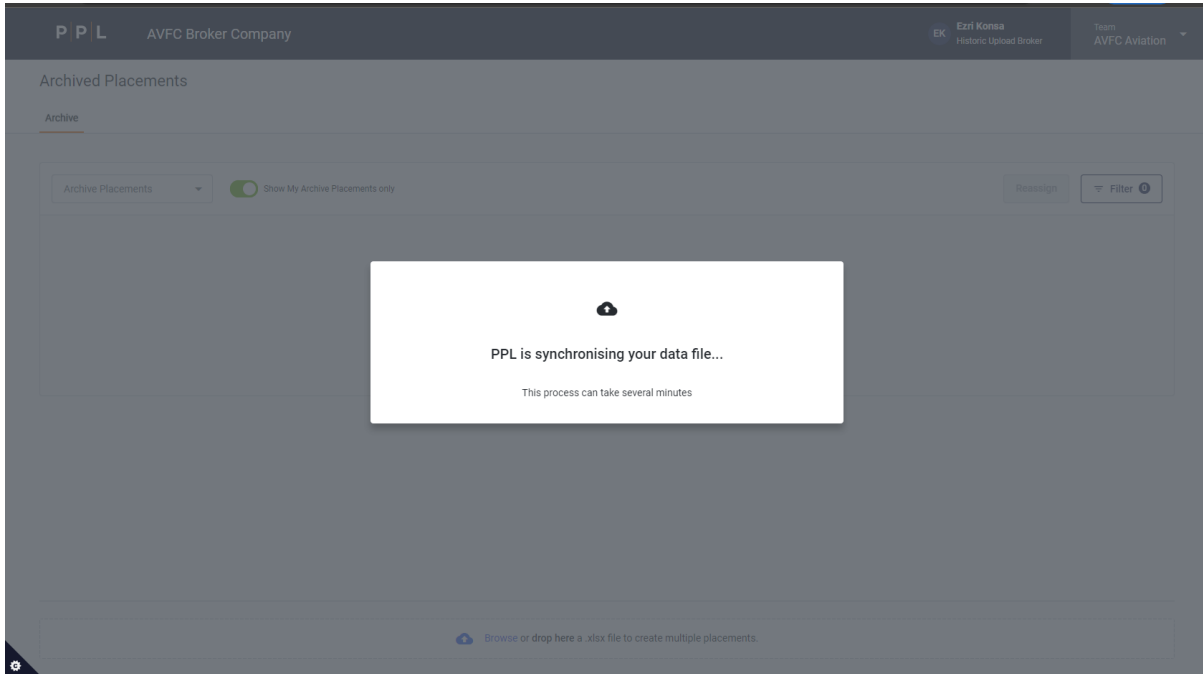 P|P|L AVFC Broker Company
EK Ezri Konsa
Historic Upload Broker
Team
AVFC Aviation
Archived Placements
Archive
Archive Placements
Show My Archive Placements only
Reassign
Filter 0
PPL is synchronising your data file...
This process can take several minutes
Browse or drop here a .xlsx file to create multiple placements.